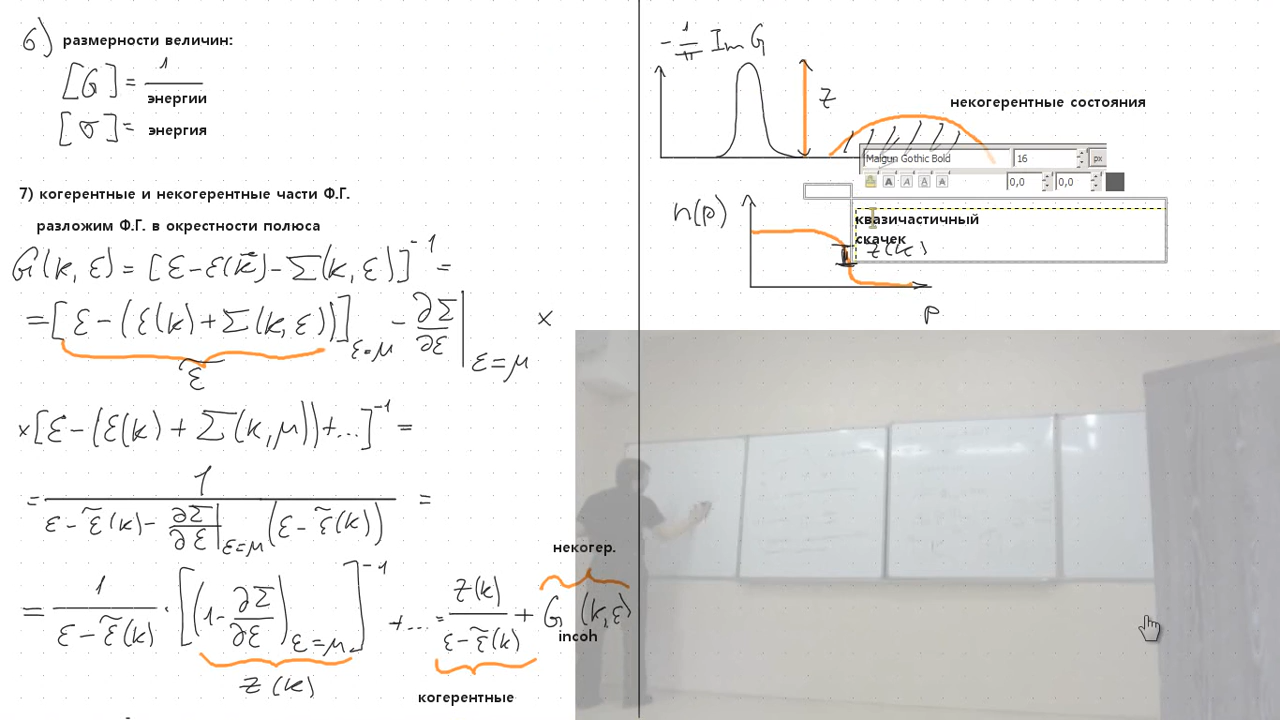 6) размерности величин:
[G] = 1 / энергии
[σ] = энергия
7) когерентные и некогерентные части Ф.Г.
разложим Ф.Г. в окрестности полюса
G(k, ε) = [ε - ε(k⃗) - Σ(k, ε)]⁻¹ =
= [ε - (ε(k) + Σ(k, ε))]_{ε=μ} - ∂Σ/∂ε|_{ε=μ} ×
ε̃
× [ε - (ε(k) + Σ(k, μ)) + ...]⁻¹ =
= 1 / (ε - ε̃(k) - ∂Σ/∂ε|_{ε=μ} (ε - ε̃(k))) =
= 1 / (ε - ε̃(k)) · [(1 - ∂Σ/∂ε)_{ε=μ}]⁻¹ + ... = Z(k) / (ε - ε̃(k)) + G_{incoh} (k, ε)
некогер.
Z(k)
когерентные
-1/π Im G
Z
некогерентные состояния
Malgun Gothic Bold 16 px
0,0 0,0
n(p)
квазичастичный
скачек
Z(k)
p